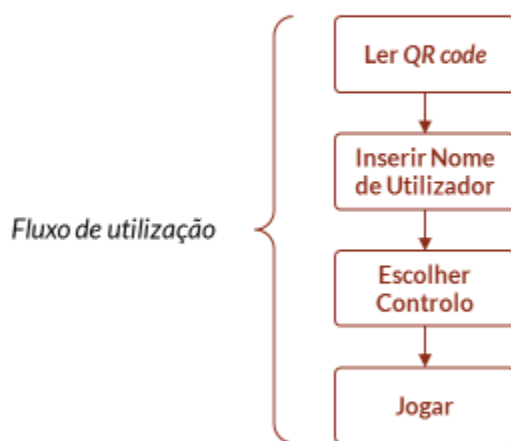 Ler QR code
Inserir Nome
de Utilizador
Fluxo de utilização
Escolher
Controlo
Jogar